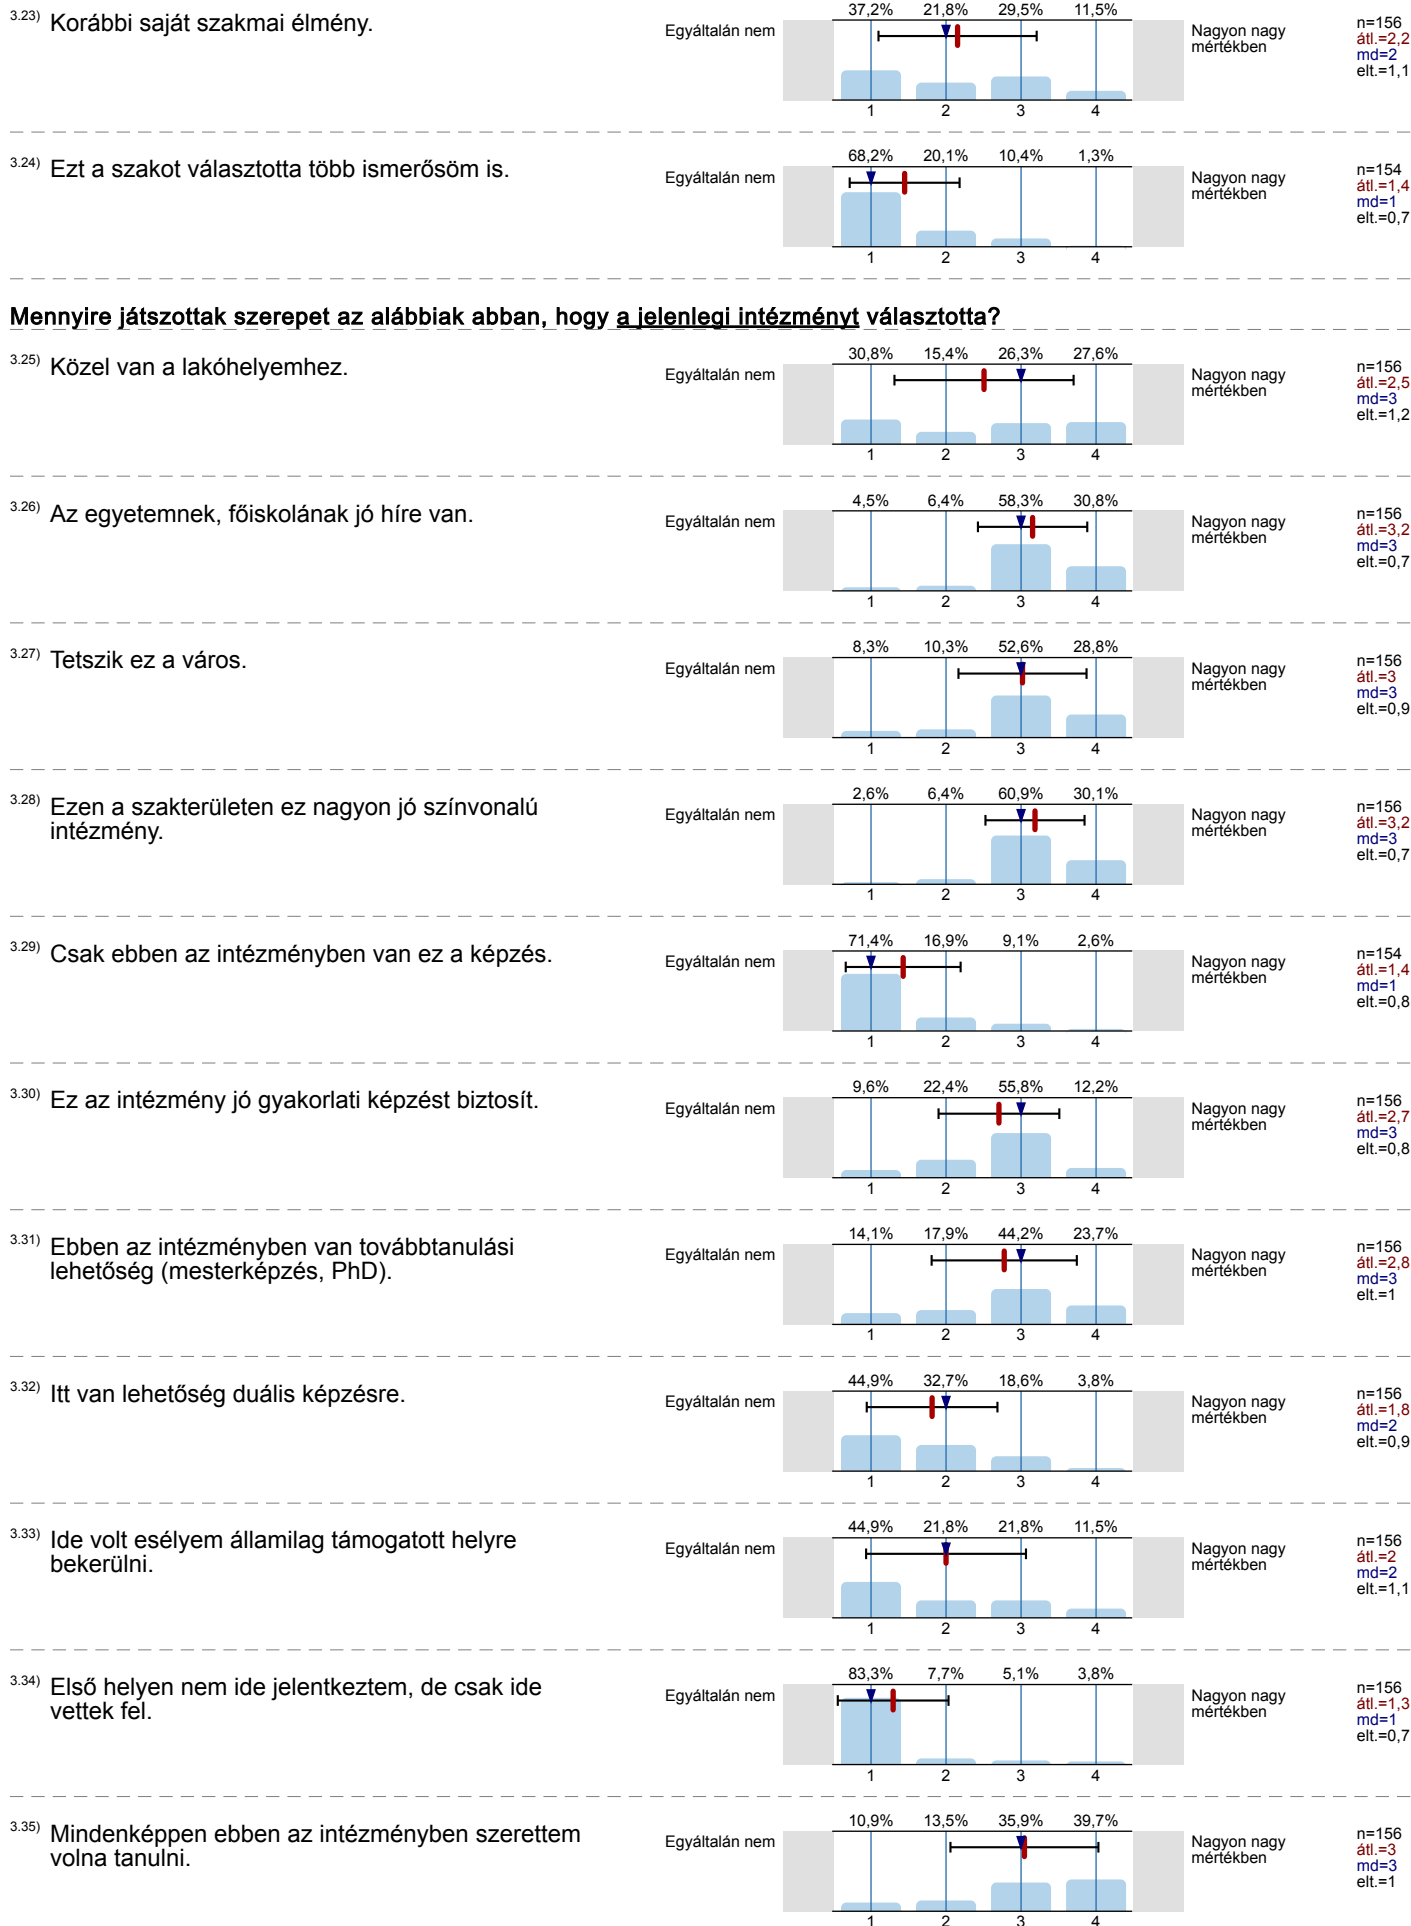 3.23) Korábbi saját szakmai élmény.
Egyáltalán nem
37,2% 21,8% 29,5% 11,5%
1 2 3 4
Nagyon nagy
mértékben
n=156
átl.=2,2
md=2
elt.=1,1
3.24) Ezt a szakot választotta több ismerősöm is.
Egyáltalán nem
68,2% 20,1% 10,4% 1,3%
1 2 3 4
Nagyon nagy
mértékben
n=154
átl.=1,4
md=1
elt.=0,7
Mennyire játszottak szerepet az alábbiak abban, hogy a jelenlegi intézményt választotta?
3.25) Közel van a lakóhelyemhez.
Egyáltalán nem
30,8% 15,4% 26,3% 27,6%
1 2 3 4
Nagyon nagy
mértékben
n=156
átl.=2,5
md=3
elt.=1,2
3.26) Az egyetemnek, főiskolának jó híre van.
Egyáltalán nem
4,5% 6,4% 58,3% 30,8%
1 2 3 4
Nagyon nagy
mértékben
n=156
átl.=3,2
md=3
elt.=0,7
3.27) Tetszik ez a város.
Egyáltalán nem
8,3% 10,3% 52,6% 28,8%
1 2 3 4
Nagyon nagy
mértékben
n=156
átl.=3
md=3
elt.=0,9
3.28) Ezen a szakterületen ez nagyon jó színvonalú
intézmény.
Egyáltalán nem
2,6% 6,4% 60,9% 30,1%
1 2 3 4
Nagyon nagy
mértékben
n=156
átl.=3,2
md=3
elt.=0,7
3.29) Csak ebben az intézményben van ez a képzés.
Egyáltalán nem
71,4% 16,9% 9,1% 2,6%
1 2 3 4
Nagyon nagy
mértékben
n=154
átl.=1,4
md=1
elt.=0,8
3.30) Ez az intézmény jó gyakorlati képzést biztosít.
Egyáltalán nem
9,6% 22,4% 55,8% 12,2%
1 2 3 4
Nagyon nagy
mértékben
n=156
átl.=2,7
md=3
elt.=0,8
3.31) Ebben az intézményben van továbbtanulási
lehetőség (mesterképzés, PhD).
Egyáltalán nem
14,1% 17,9% 44,2% 23,7%
1 2 3 4
Nagyon nagy
mértékben
n=156
átl.=2,8
md=3
elt.=1
3.32) Itt van lehetőség duális képzésre.
Egyáltalán nem
44,9% 32,7% 18,6% 3,8%
1 2 3 4
Nagyon nagy
mértékben
n=156
átl.=1,8
md=2
elt.=0,9
3.33) Ide volt esélyem államilag támogatott helyre
bekerülni.
Egyáltalán nem
44,9% 21,8% 21,8% 11,5%
1 2 3 4
Nagyon nagy
mértékben
n=156
átl.=2
md=2
elt.=1,1
3.34) Első helyen nem ide jelentkeztem, de csak ide
vettek fel.
Egyáltalán nem
83,3% 7,7% 5,1% 3,8%
1 2 3 4
Nagyon nagy
mértékben
n=156
átl.=1,3
md=1
elt.=0,7
3.35) Mindenképpen ebben az intézményben szerettem
volna tanulni.
Egyáltalán nem
10,9% 13,5% 35,9% 39,7%
1 2 3 4
Nagyon nagy
mértékben
n=156
átl.=3
md=3
elt.=1